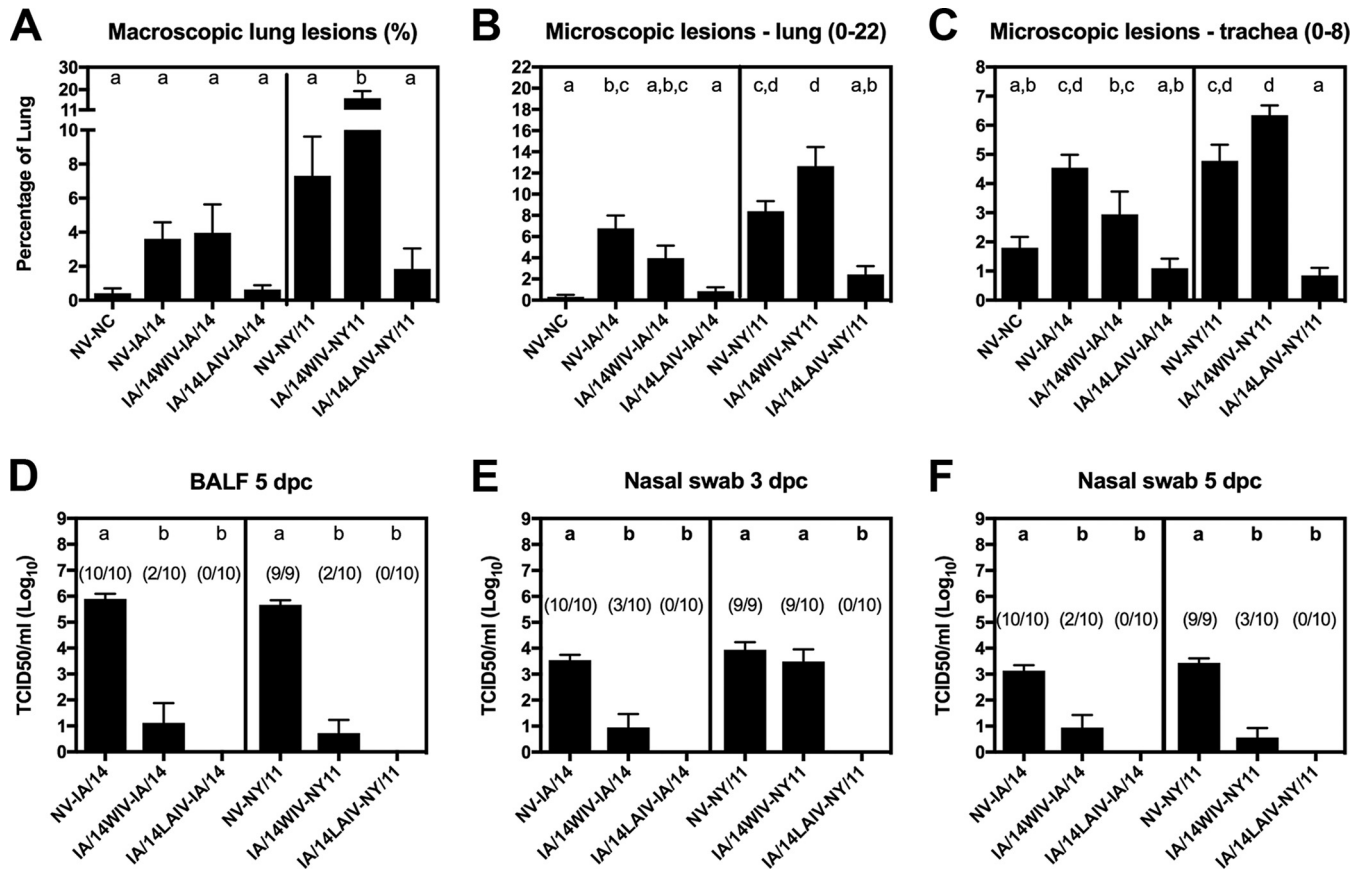 A Macroscopic lung lesions (%)
Percentage of Lung
30
20
11
10
8
6
4
2
0
a a a a a b a
NV-NC
NV-IA/14
IA/14WIV-IA/14
IA/14LAIV-IA/14
NV-NY/11
IA/14WIV-NY11
IA/14LAIV-NY/11
B Microscopic lesions - lung (0-22)
22
20
18
16
14
12
10
8
6
4
2
0
a b,c a,b,c a c,d d a,b
NV-NC
NV-IA/14
IA/14WIV-IA/14
IA/14LAIV-IA/14
NV-NY/11
IA/14WIV-NY11
IA/14LAIV-NY/11
C Microscopic lesions - trachea (0-8)
8
7
6
5
4
3
2
1
0
a,b c,d b,c a,b c,d d a
NV-NC
NV-IA/14
IA/14WIV-IA/14
IA/14LAIV-IA/14
NV-NY/11
IA/14WIV-NY11
IA/14LAIV-NY/11
D BALF 5 dpc
TCID50/ml (Log10)
9
8
7
6
5
4
3
2
1
0
a b b a b b
(10/10) (2/10) (0/10) (9/9) (2/10) (0/10)
NV-IA/14
IA/14WIV-IA/14
IA/14LAIV-IA/14
NV-NY/11
IA/14WIV-NY11
IA/14LAIV-NY/11
E Nasal swab 3 dpc
TCID50/ml (Log10)
9
8
7
6
5
4
3
2
1
0
a b b a a b
(10/10) (3/10) (0/10) (9/9) (9/10) (0/10)
NV-IA/14
IA/14WIV-IA/14
IA/14LAIV-IA/14
NV-NY/11
IA/14WIV-NY11
IA/14LAIV-NY/11
F Nasal swab 5 dpc
TCID50/ml (Log10)
9
8
7
6
5
4
3
2
1
0
a b b a b b
(10/10) (2/10) (0/10) (9/9) (3/10) (0/10)
NV-IA/14
IA/14WIV-IA/14
IA/14LAIV-IA/14
NV-NY/11
IA/14WIV-NY11
IA/14LAIV-NY/11